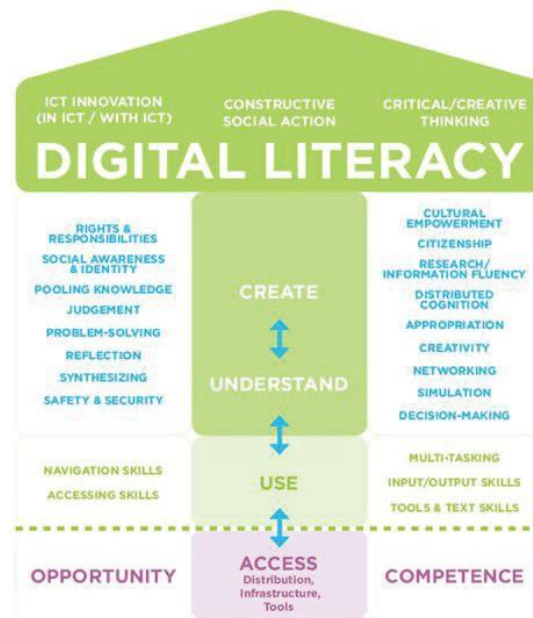 ICT INNOVATION
(IN ICT / WITH ICT)
CONSTRUCTIVE
SOCIAL ACTION
CRITICAL/CREATIVE
THINKING
DIGITAL LITERACY
RIGHTS &
RESPONSIBILITIES
SOCIAL AWARENESS
& IDENTITY
POOLING KNOWLEDGE
JUDGEMENT
PROBLEM-SOLVING
REFLECTION
SYNTHESIZING
SAFETY & SECURITY
CREATE
UNDERSTAND
CULTURAL
EMPOWERMENT
CITIZENSHIP
RESEARCH/
INFORMATION FLUENCY
DISTRIBUTED
COGNITION
APPROPRIATION
CREATIVITY
NETWORKING
SIMULATION
DECISION-MAKING
NAVIGATION SKILLS
ACCESSING SKILLS
USE
MULTI-TASKING
INPUT/OUTPUT SKILLS
TOOLS & TEXT SKILLS
OPPORTUNITY
ACCESS
Distribution,
Infrastructure,
Tools
COMPETENCE